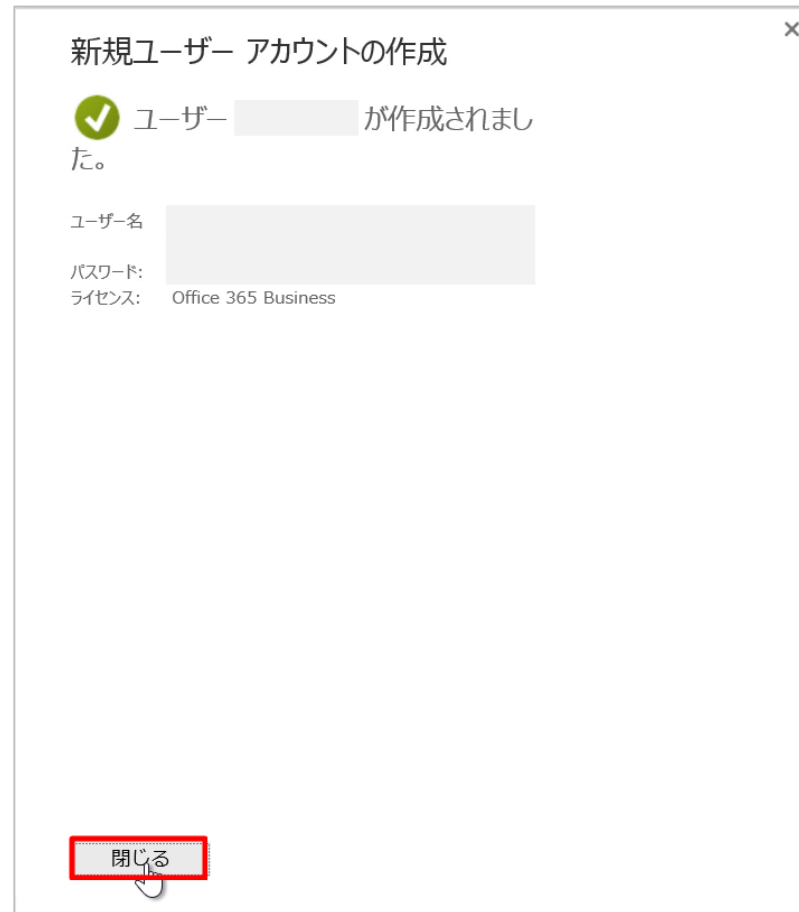 新規ユーザー アカウントの作成
ユーザー が作成されまし
た。
ユーザー名
パスワード:
ライセンス: Office 365 Business
閉じる